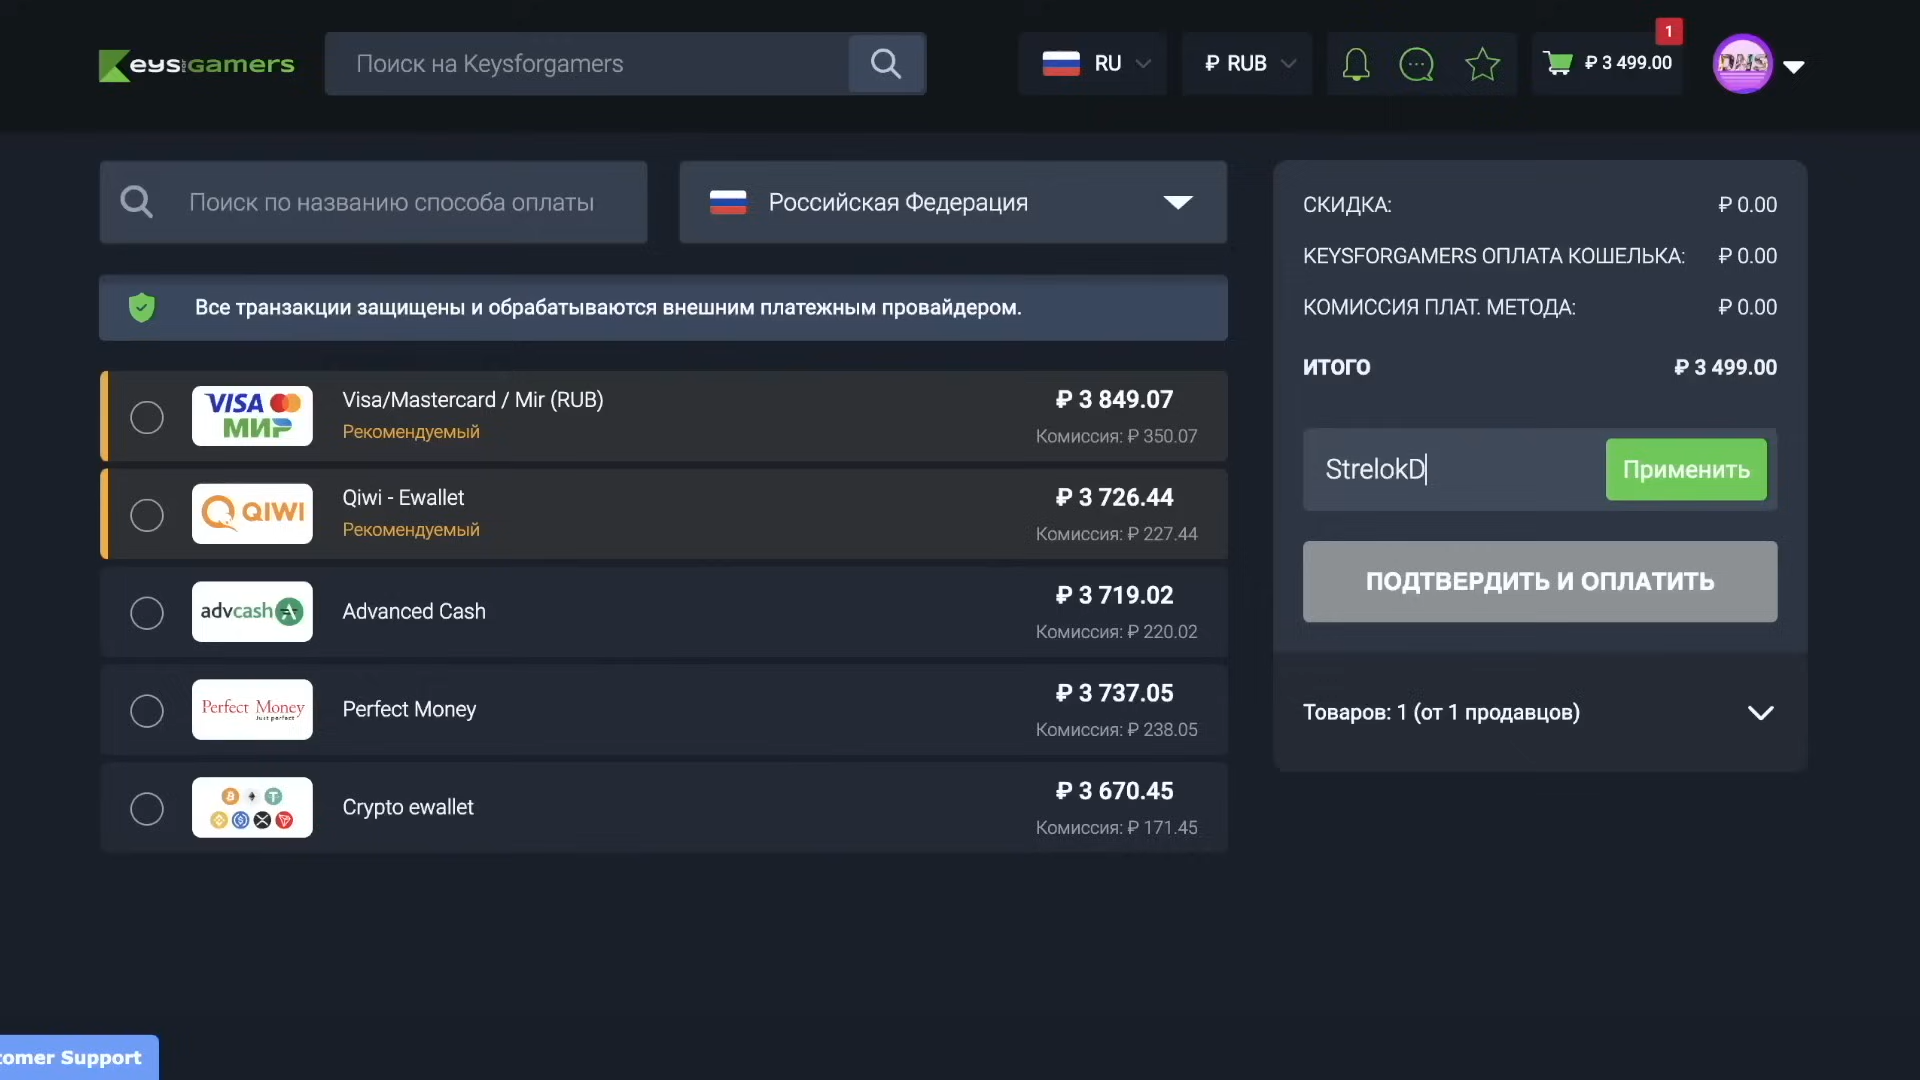 KeysforGamers
Поиск на Keysforgamers
RU
₽ RUB
1
₽ 3 499.00
DNS
Поиск по названию способа оплаты
Российская Федерация
Все транзакции защищены и обрабатываются внешним платежным провайдером.
VISA
МИР
Visa/Mastercard / Mir (RUB)
Рекомендуемый
₽ 3 849.07
Комиссия: ₽ 350.07
QIWI
Qiwi - Ewallet
Рекомендуемый
₽ 3 726.44
Комиссия: ₽ 227.44
advcash
Advanced Cash
₽ 3 719.02
Комиссия: ₽ 220.02
Perfect Money
Just perfect
Perfect Money
₽ 3 737.05
Комиссия: ₽ 238.05
Crypto ewallet
₽ 3 670.45
Комиссия: ₽ 171.45
СКИДКА: ₽ 0.00
KEYSFORGAMERS ОПЛАТА КОШЕЛЬКА: ₽ 0.00
КОМИССИЯ ПЛАТ. МЕТОДА: ₽ 0.00
ИТОГО ₽ 3 499.00
StrelokD
Применить
ПОДТВЕРДИТЬ И ОПЛАТИТЬ
Товаров: 1 (от 1 продавцов)
tomer Support